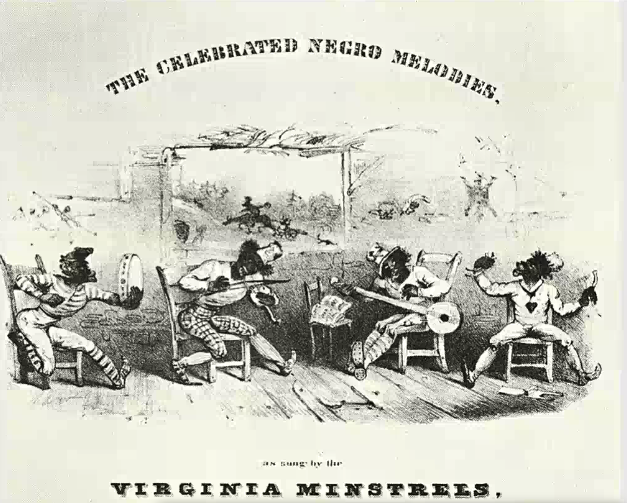 THE CELEBRATED NEGRO MELODIES,
as sung by the
VIRGINIA MINSTRELS,